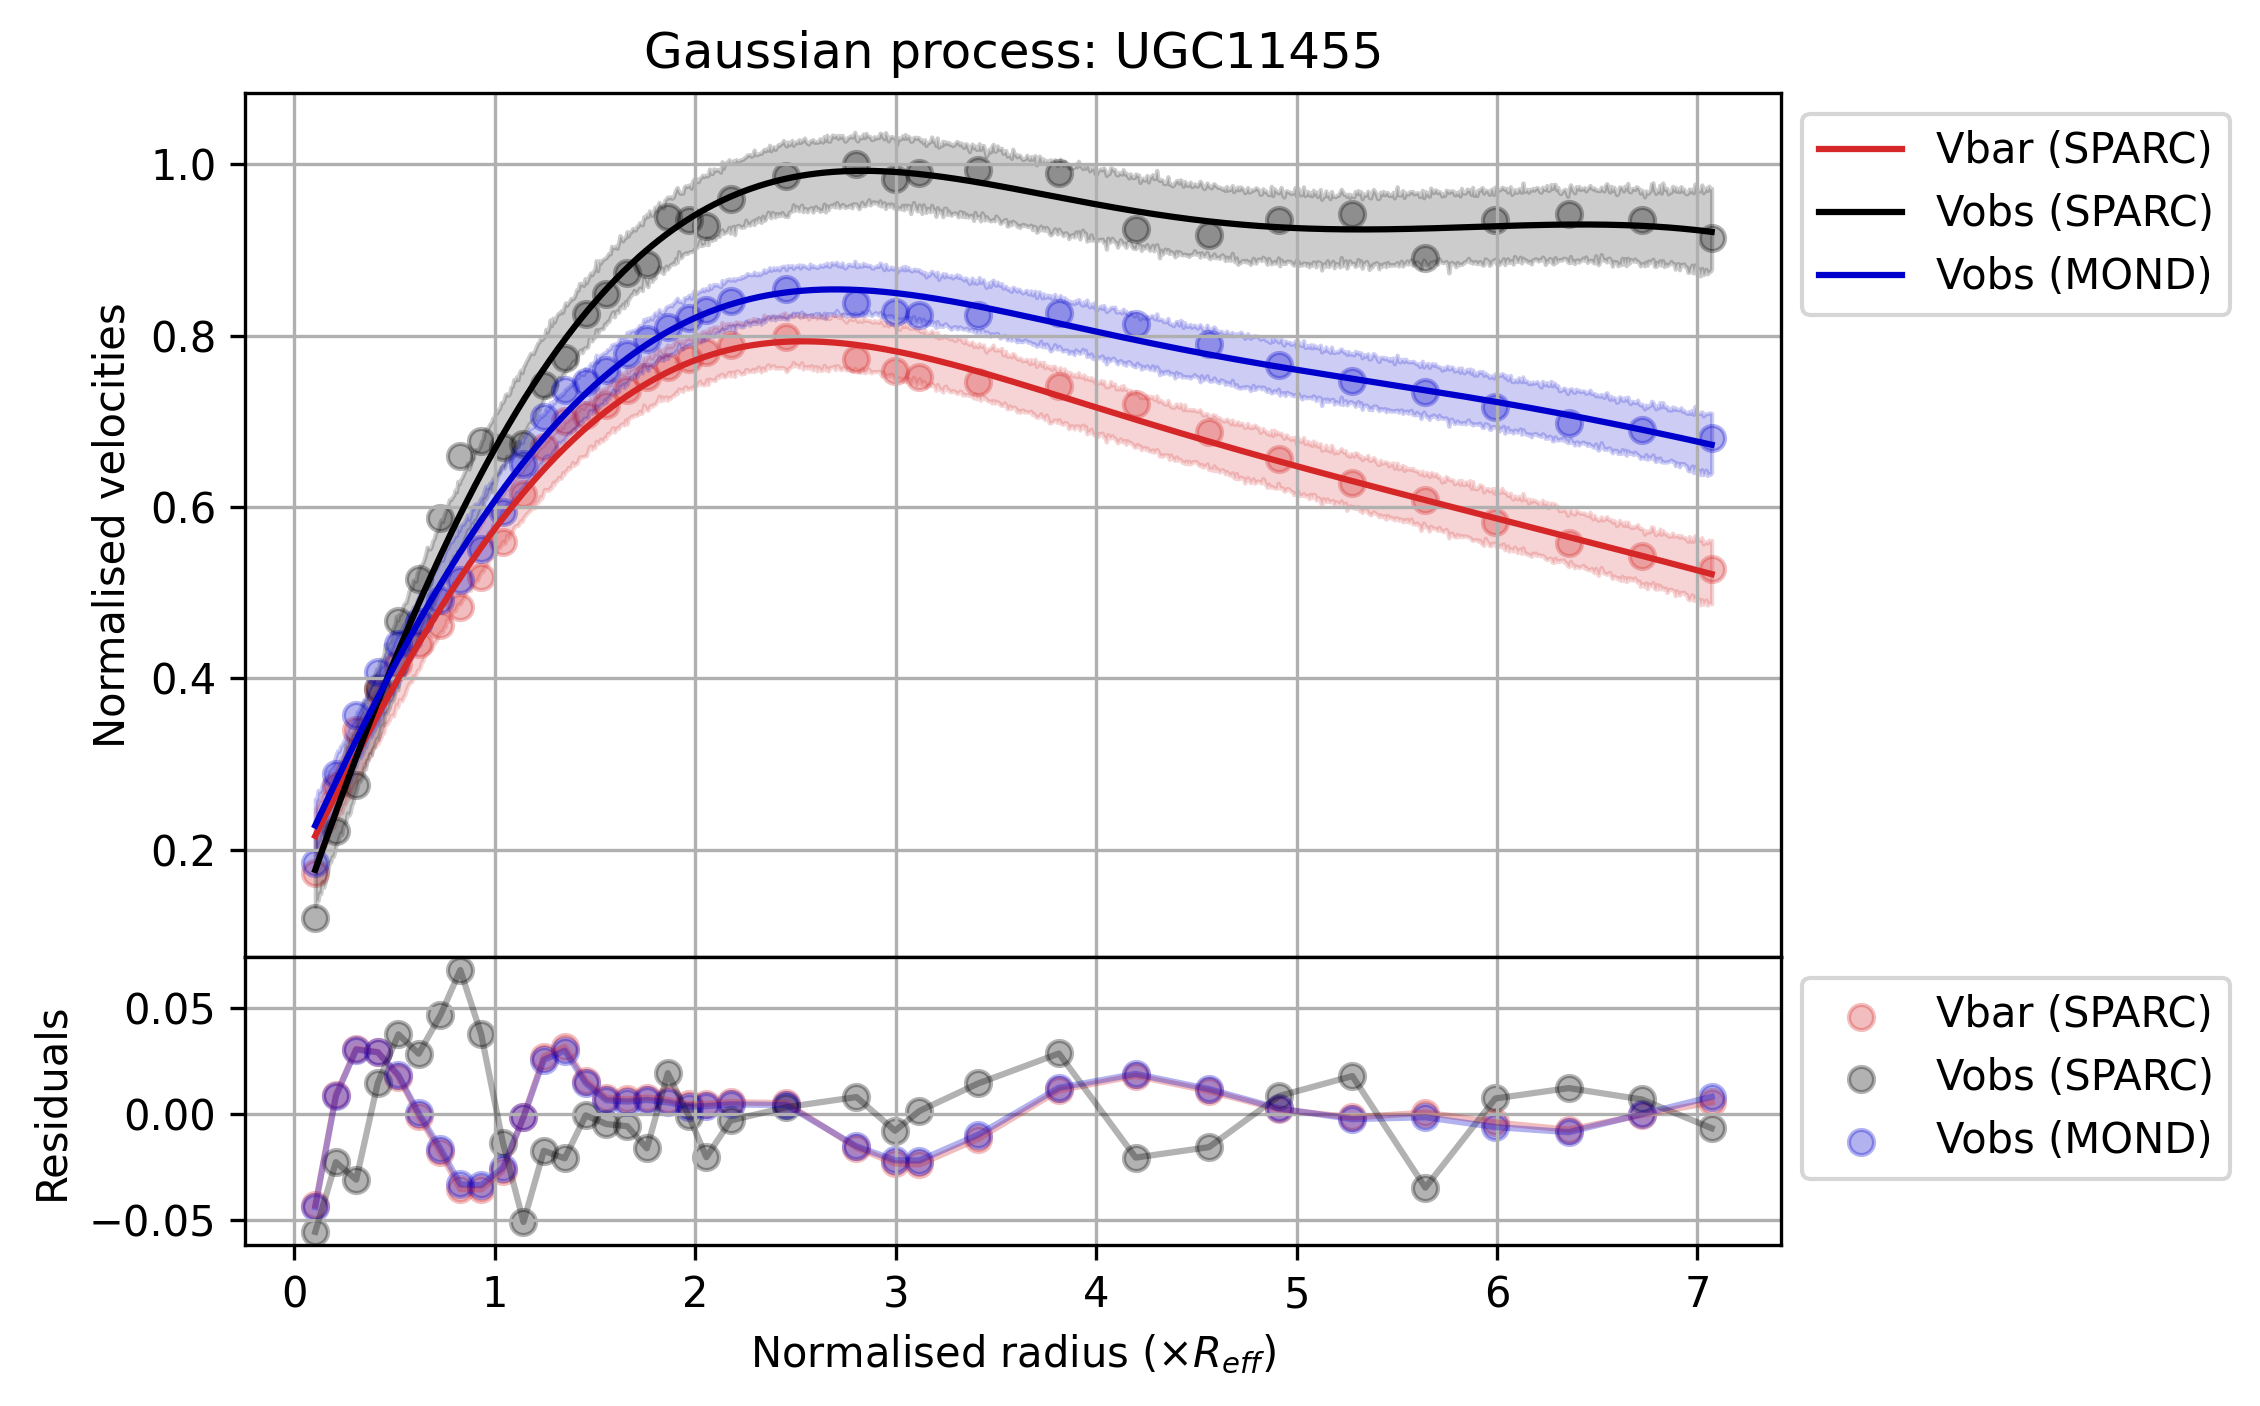 Gaussian process: UGC11455
Normalised velocities
1.0
0.8
0.6
0.4
0.2
Vbar (SPARC)
Vobs (SPARC)
Vobs (MOND)
Residuals
0.05
0.00
−0.05
Vbar (SPARC)
Vobs (SPARC)
Vobs (MOND)
0 1 2 3 4 5 6 7
Normalised radius (×R_eff)